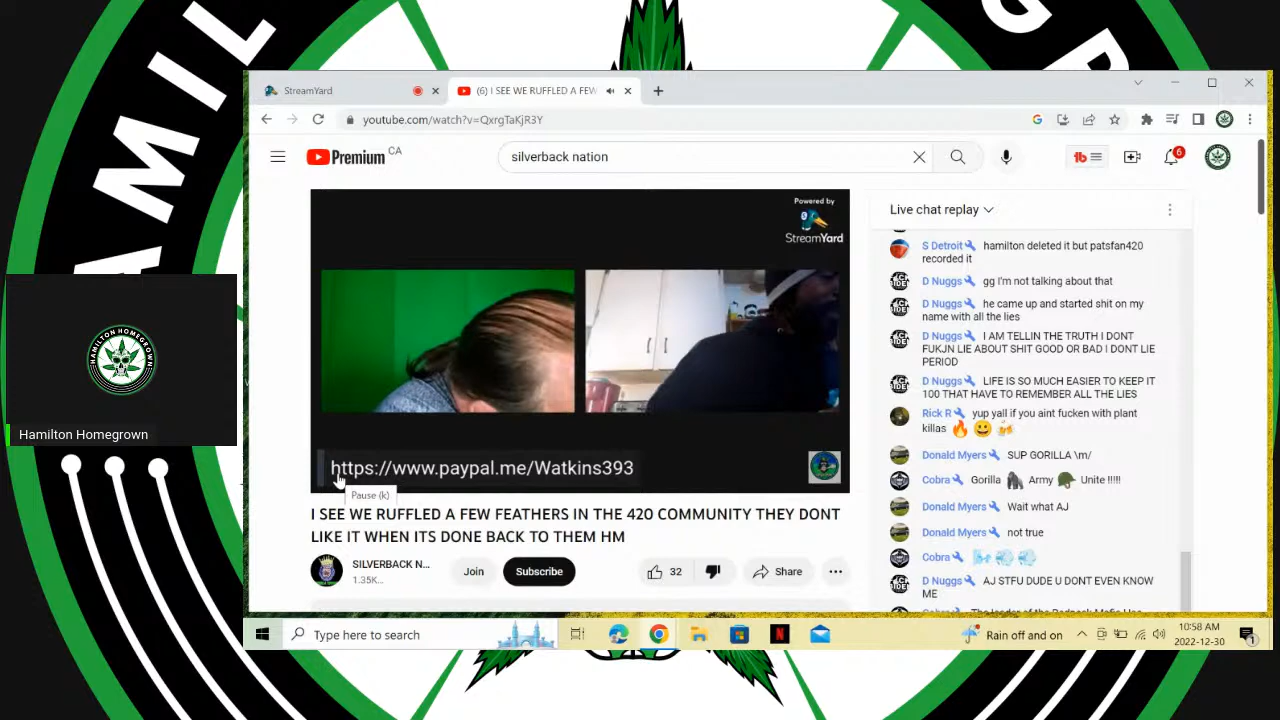 AMIL
GR
StreamYard
(6) I SEE WE RUFFLED A FEW
youtube.com/watch?v=QxrgTaKjR3Y
Premium CA
silverback nation
6
Powered by
StreamYard
https://www.paypal.me/Watkins393
Pause (k)
I SEE WE RUFFLED A FEW FEATHERS IN THE 420 COMMUNITY THEY DONT
LIKE IT WHEN ITS DONE BACK TO THEM HM
SILVERBACK N...
1.35K...
Join
Subscribe
32
Share
Live chat replay
S Detroit hamilton deleted it but patsfan420
recorded it
D Nuggs gg I'm not talking about that
D Nuggs he came up and started shit on my
name with all the lies
D Nuggs I AM TELLIN THE TRUTH I DONT
FUKJN LIE ABOUT SHIT GOOD OR BAD I DONT LIE
PERIOD
D Nuggs LIFE IS SO MUCH EASIER TO KEEP IT
100 THAT HAVE TO REMEMBER ALL THE LIES
Rick R yup yall if you aint fucken with plant
killas
Donald Myers SUP GORILLA \m/
Cobra Gorilla Army Unite !!!!!
Donald Myers Wait what AJ
Donald Myers not true
Cobra
D Nuggs AJ STFU DUDE U DONT EVEN KNOW
ME
HAMILTON HOMEGROWN
Hamilton Homegrown
Type here to search
Rain off and on
10:58 AM
2022-12-30
1